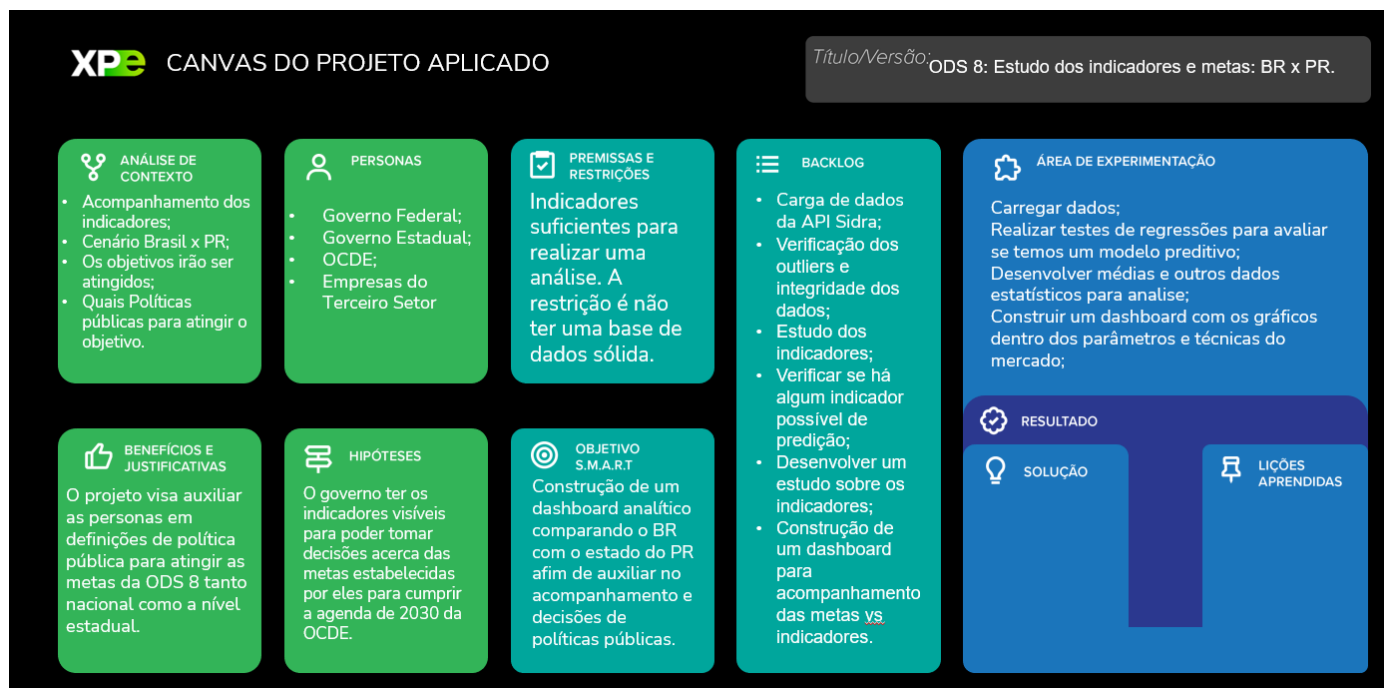 XPe CANVAS DO PROJETO APLICADO
Título/Versão: ODS 8: Estudo dos indicadores e metas: BR x PR.
ANÁLISE DE
CONTEXTO
• Acompanhamento dos
indicadores;
• Cenário Brasil x PR;
• Os objetivos irão ser
atingidos;
• Quais Políticas
públicas para atingir o
objetivo.
PERSONAS
• Governo Federal;
• Governo Estadual;
• OCDE;
• Empresas do
Terceiro Setor
PREMISSAS E
RESTRIÇÕES
Indicadores
suficientes para
realizar uma
análise. A
restrição é não
ter uma base de
dados sólida.
BACKLOG
• Carga de dados
da API Sidra;
• Verificação dos
outliers e
integridade dos
dados;
• Estudo dos
indicadores;
• Verificar se há
algum indicador
possível de
predição;
• Desenvolver um
estudo sobre os
indicadores;
• Construção de
um dashboard
para
acompanhamento
das metas vs
indicadores.
ÁREA DE EXPERIMENTAÇÃO
Carregar dados;
Realizar testes de regressões para avaliar
se temos um modelo preditivo;
Desenvolver médias e outros dados
estatísticos para analise;
Construir um dashboard com os gráficos
dentro dos parâmetros e técnicas do
mercado;
BENEFÍCIOS E
JUSTIFICATIVAS
O projeto visa auxiliar
as personas em
definições de política
pública para atingir as
metas da ODS 8 tanto
nacional como a nível
estadual.
HIPÓTESES
O governo ter os
indicadores visíveis
para poder tomar
decisões acerca das
metas estabelecidas
por eles para cumprir
a agenda de 2030 da
OCDE.
OBJETIVO
S.M.A.R.T
Construção de um
dashboard analítico
comparando o BR
com o estado do PR
afim de auxiliar no
acompanhamento e
decisões de
políticas públicas.
RESULTADO
SOLUÇÃO
LIÇÕES
APRENDIDAS